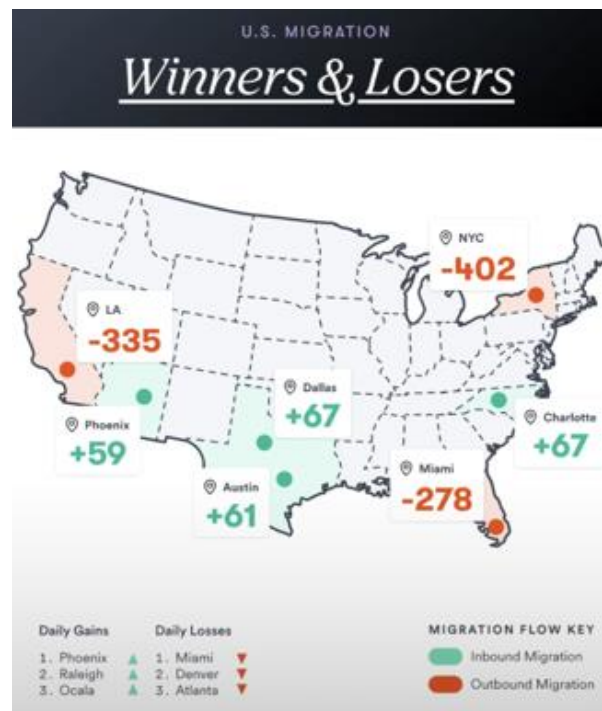 U.S. MIGRATION
Winners & Losers
NYC
-402
LA
-335
Dallas
+67
Phoenix
+59
Charlotte
+67
Miami
-278
Austin
+61
Daily Gains
1. Phoenix ▲
2. Raleigh ▲
3. Ocala ▲
Daily Losses
1. Miami ▼
2. Denver ▼
3. Atlanta ▼
MIGRATION FLOW KEY
Inbound Migration
Outbound Migration